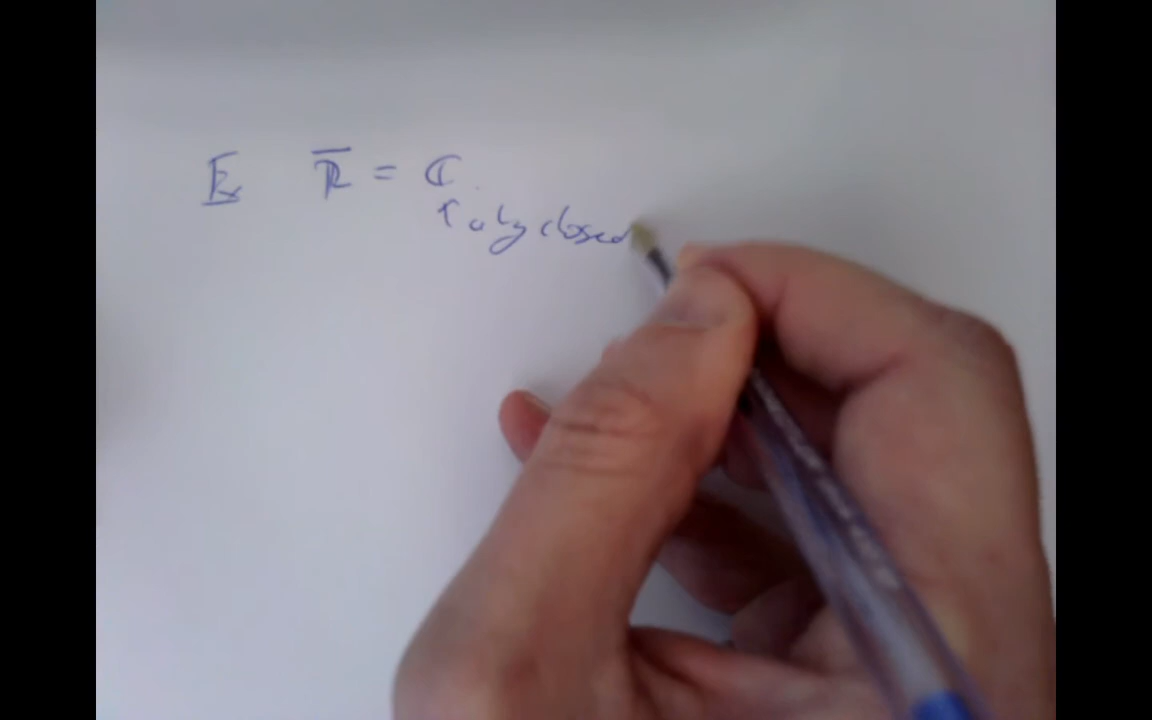 Ex ℝ̅ = ℂ
↑ alg closed